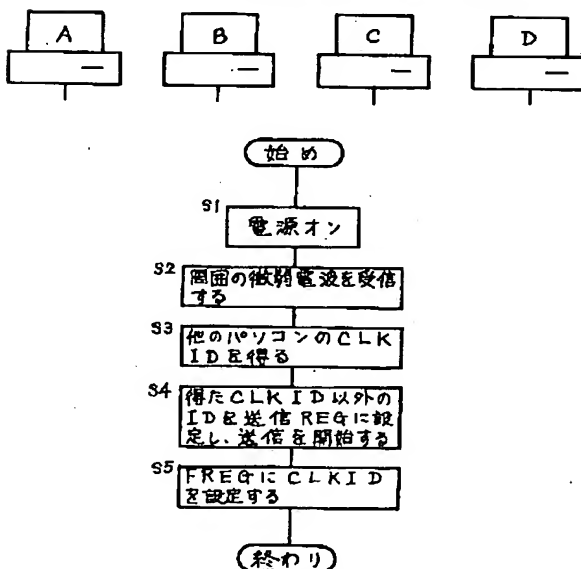 A
B
C
D
始め
S1
電源オン
S2
周囲の微弱電波を受信
する
S3
他のパソコンのCLK
IDを得る
S4
得たCLKID以外の
IDを送信REGに設
定し、送信を開始する
S5
FREGにCLKID
を設定する
終わり